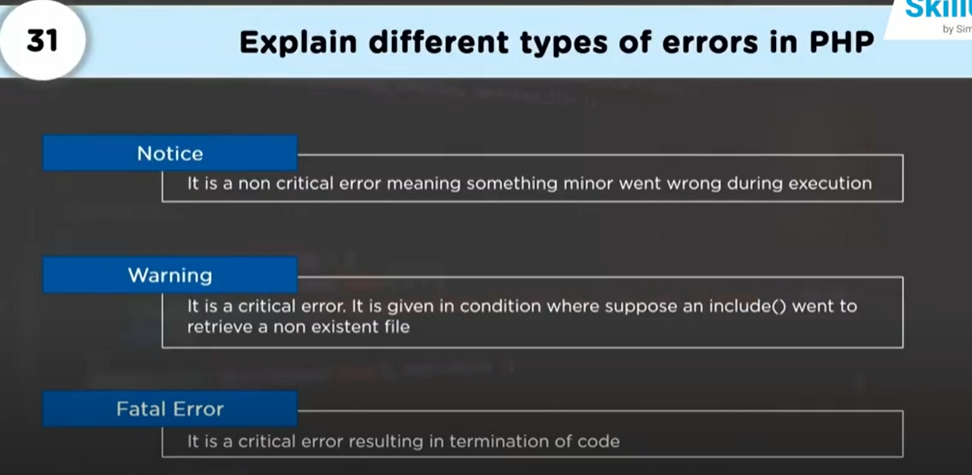 Skill
by Sim
31
Explain different types of errors in PHP
Notice
It is a non critical error meaning something minor went wrong during execution
Warning
It is a critical error. It is given in condition where suppose an include() went to
retrieve a non existent file
Fatal Error
It is a critical error resulting in termination of code